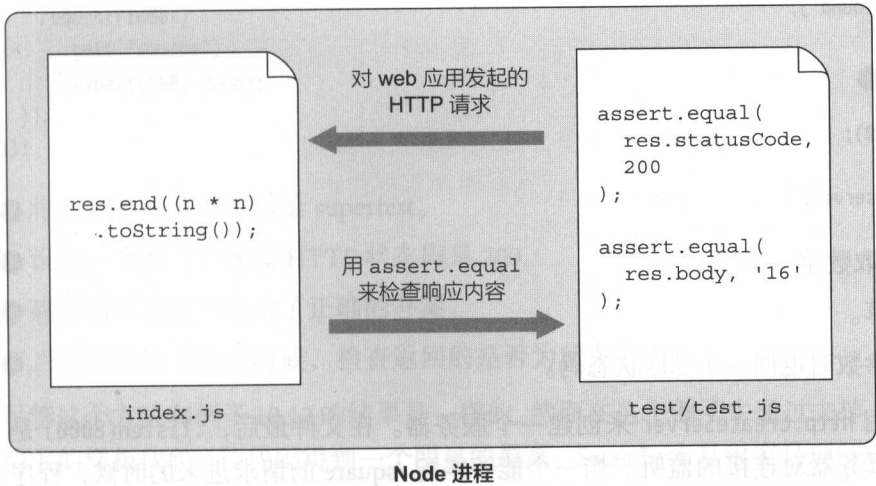 对 web 应用发起的
HTTP 请求
res.end((n * n)
.toString());
用 assert.equal
来检查响应内容
index.js
assert.equal(
res.statusCode,
200
);
assert.equal(
res.body, '16'
);
test/test.js
Node 进程